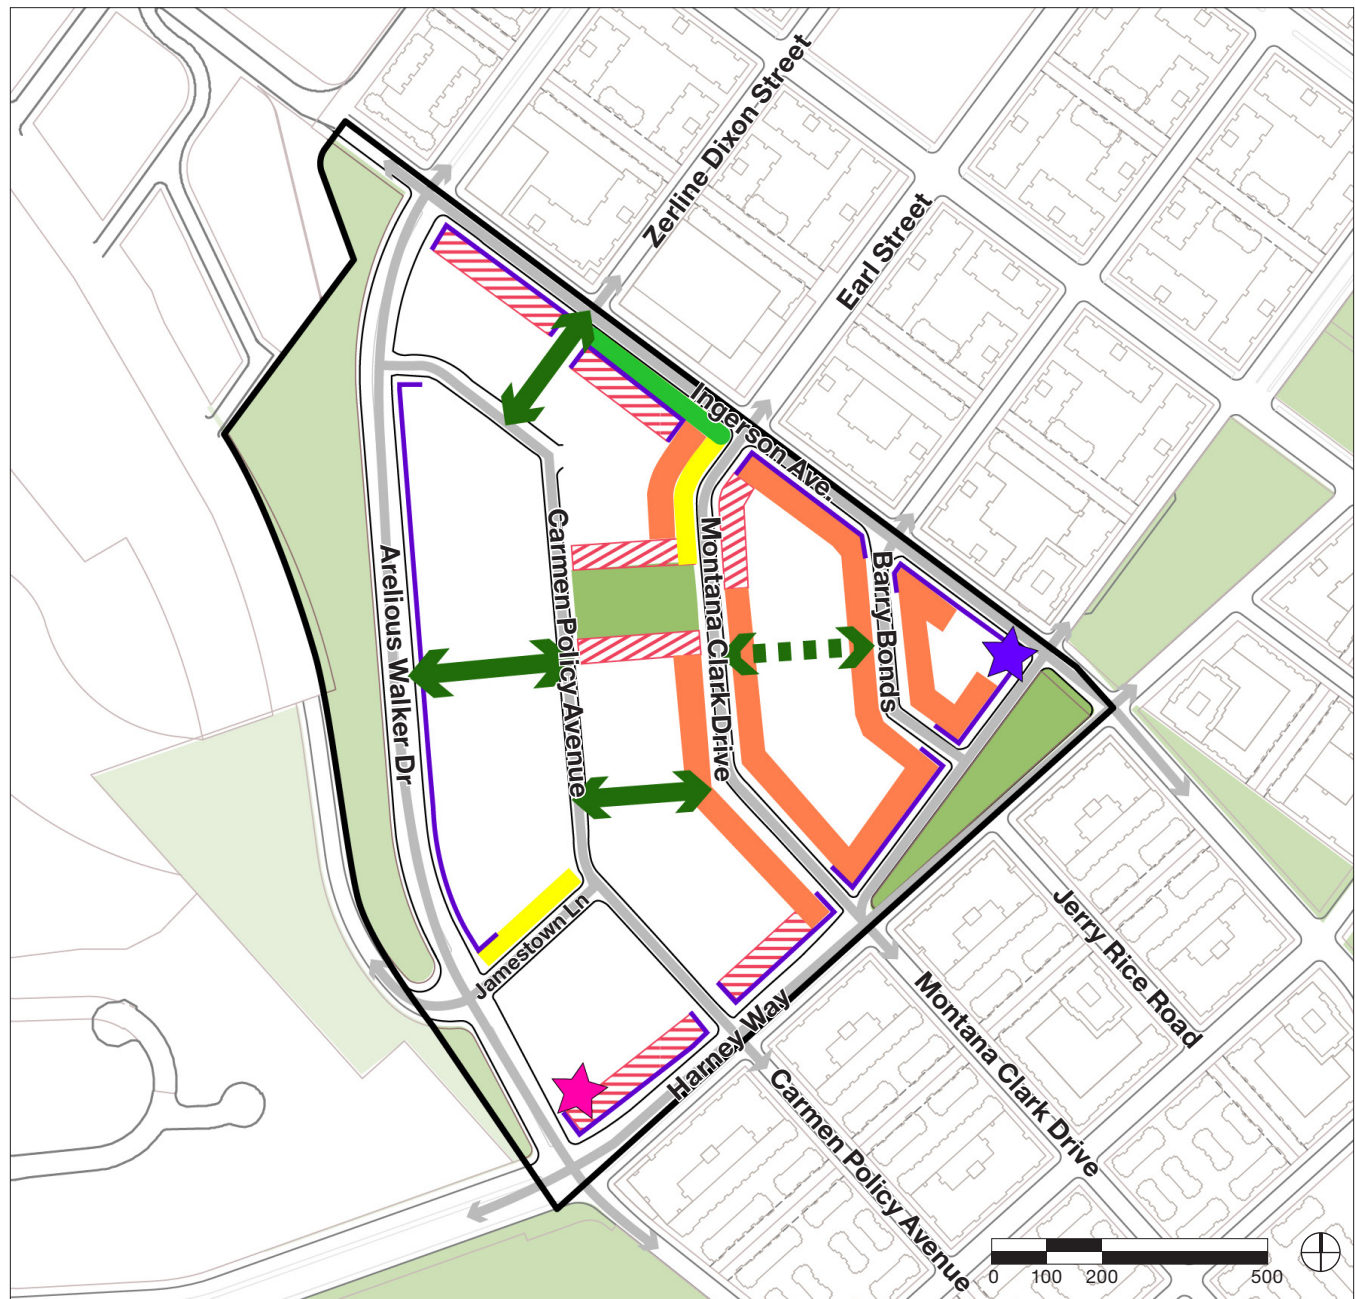 Zerline Dixon Street
Earl Street
Ingerson Ave.
Carmen Policy Avenue
Montana Clark Drive
Barry Bonds
Arelious Walker Dr
Jamestown Ln
Harney Way
Jerry Rice Road
Montana Clark Drive
Carmen Policy Avenue
0 100 200 500